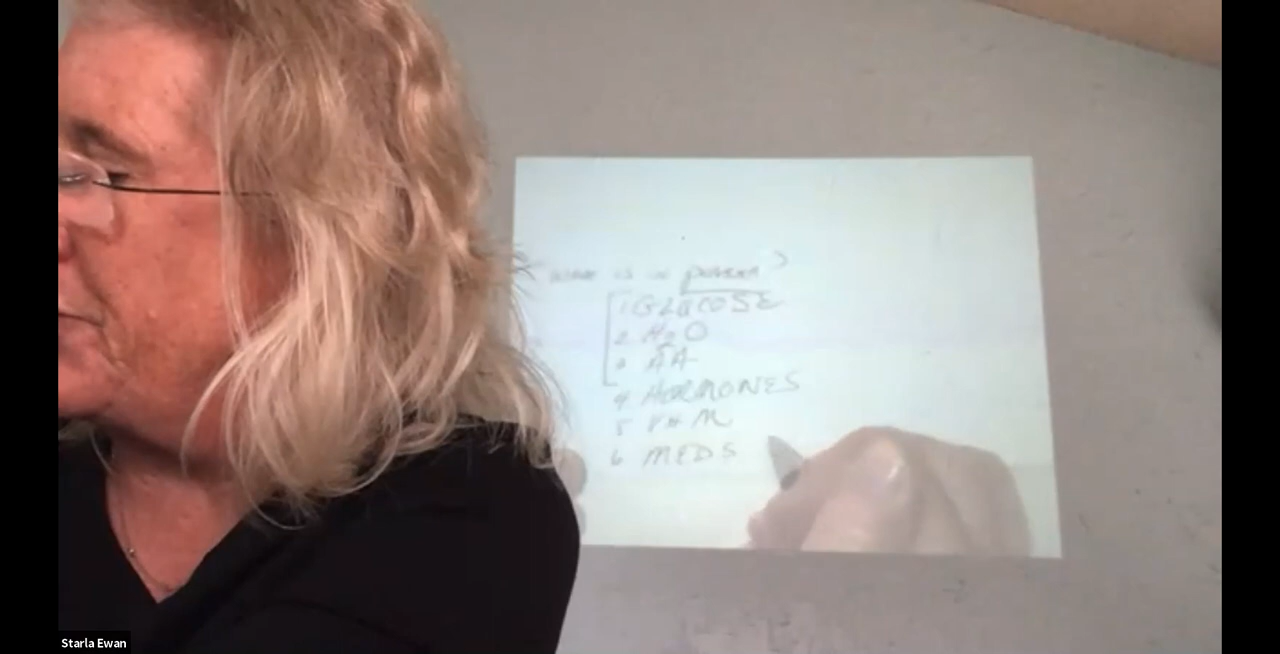 what is in plasma?
1 GLUCOSE
2 H2O
3 AA
4 HORMONES
5 V+M
6 MEDS
Starla Ewan